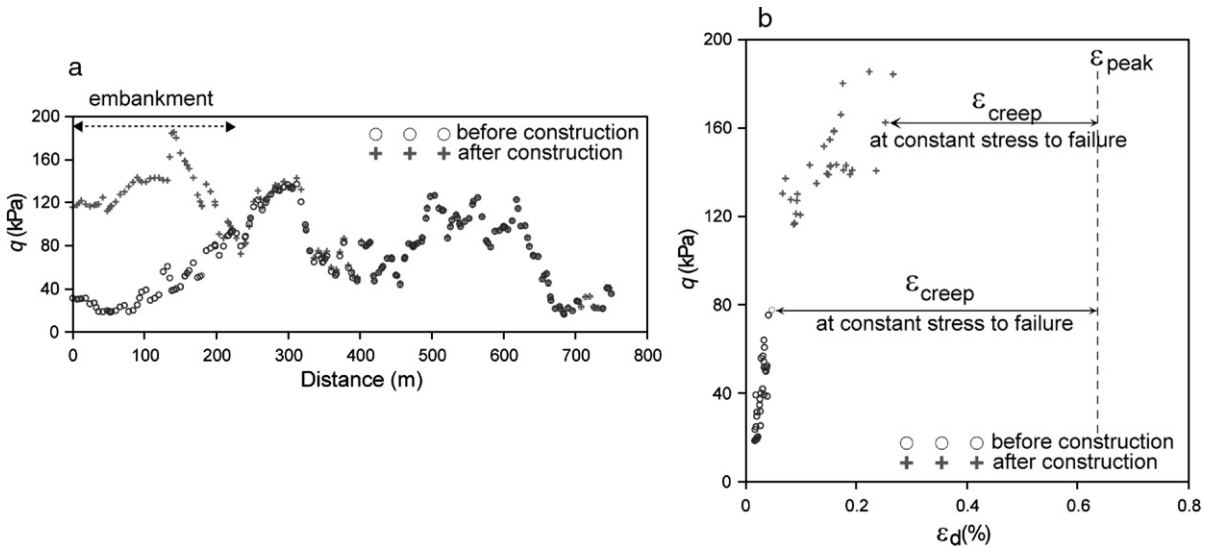 a
embankment
○ ○ ○ before construction
+ + + after construction
q (kPa)
200
160
120
80
40
0
0 100 200 300 400 500 600 700 800
Distance (m)
b
q (kPa)
200
160
120
80
40
0
εpeak
εcreep
at constant stress to failure
εcreep
at constant stress to failure
○ ○ ○ before construction
+ + + after construction
0 0.2 0.4 0.6 0.8
εd(%)